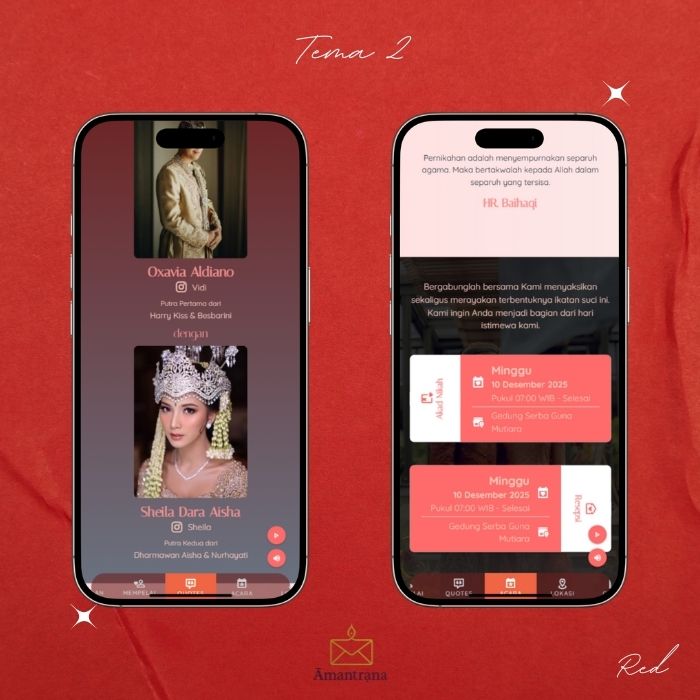 Tema 2
Oxavia Aldiano
Vidi
Putra Pertama dari
Harry Kiss & Besbarini
dengan
Sheila Dara Aisha
Sheila
Putra Kedua dari
Dharmawan Aisha & Nurhayati
AN MEMPELAI QUOTES ACARA
Pernikahan adalah menyempurnakan separuh
agama. Maka bertakwalah kepada Allah dalam
separuh yang tersisa.
HR. Baihaqi
Bergabunglah bersama Kami menyaksikan
sekaligus merayakan terbentuknya ikatan suci ini.
Kami ingin Anda menjadi bagian dari hari
istimewa kami.
Akad Nikah
Minggu
10 Desember 2025
Pukul 07.00 WIB - Selesai
Gedung Serba Guna
Mutiara
Minggu
10 Desember 2025
Pukul 07.00 WIB - Selesai
Gedung Serba Guna
Mutiara
Resepsi
LAI QUOTES ACARA LOKASI
Āmantraṇa
Red